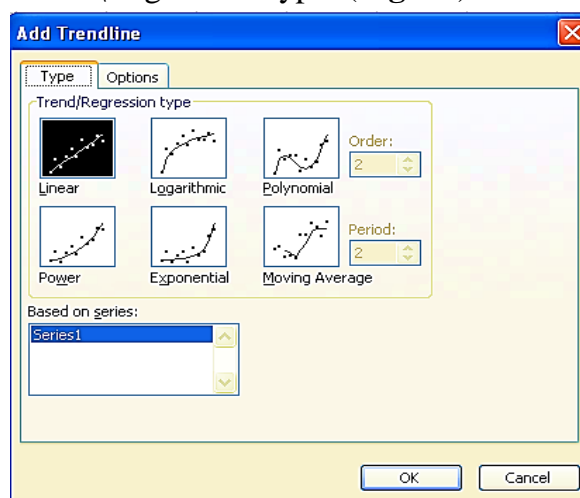 Add Trendline
Type Options
Trend/Regression type
Linear
Logarithmic
Polynomial
Order:
2
Power
Exponential
Moving Average
Period:
2
Based on series:
Series1
OK Cancel